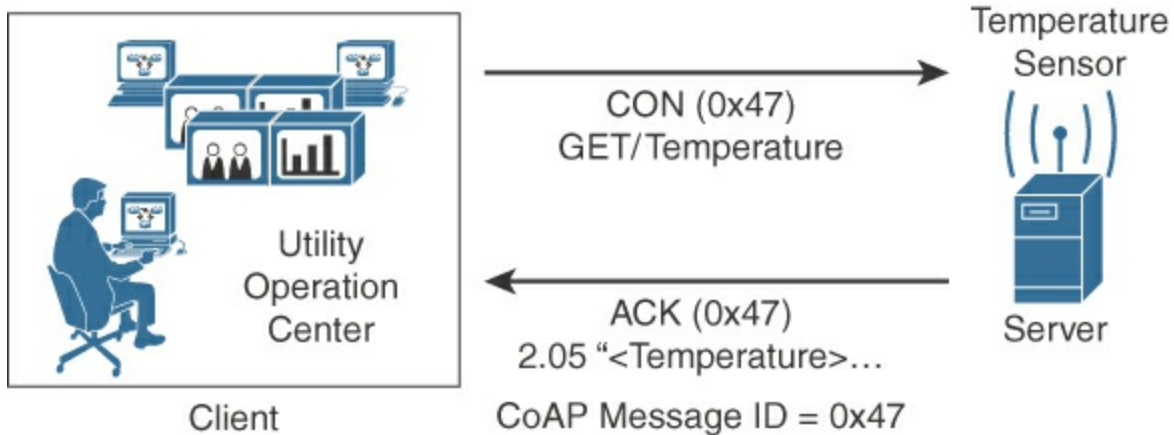 Temperature
Sensor
CON (0x47)
GET/Temperature
Utility
Operation
Center
ACK (0x47)
2.05 “<Temperature>…
Server
Client
CoAP Message ID = 0x47